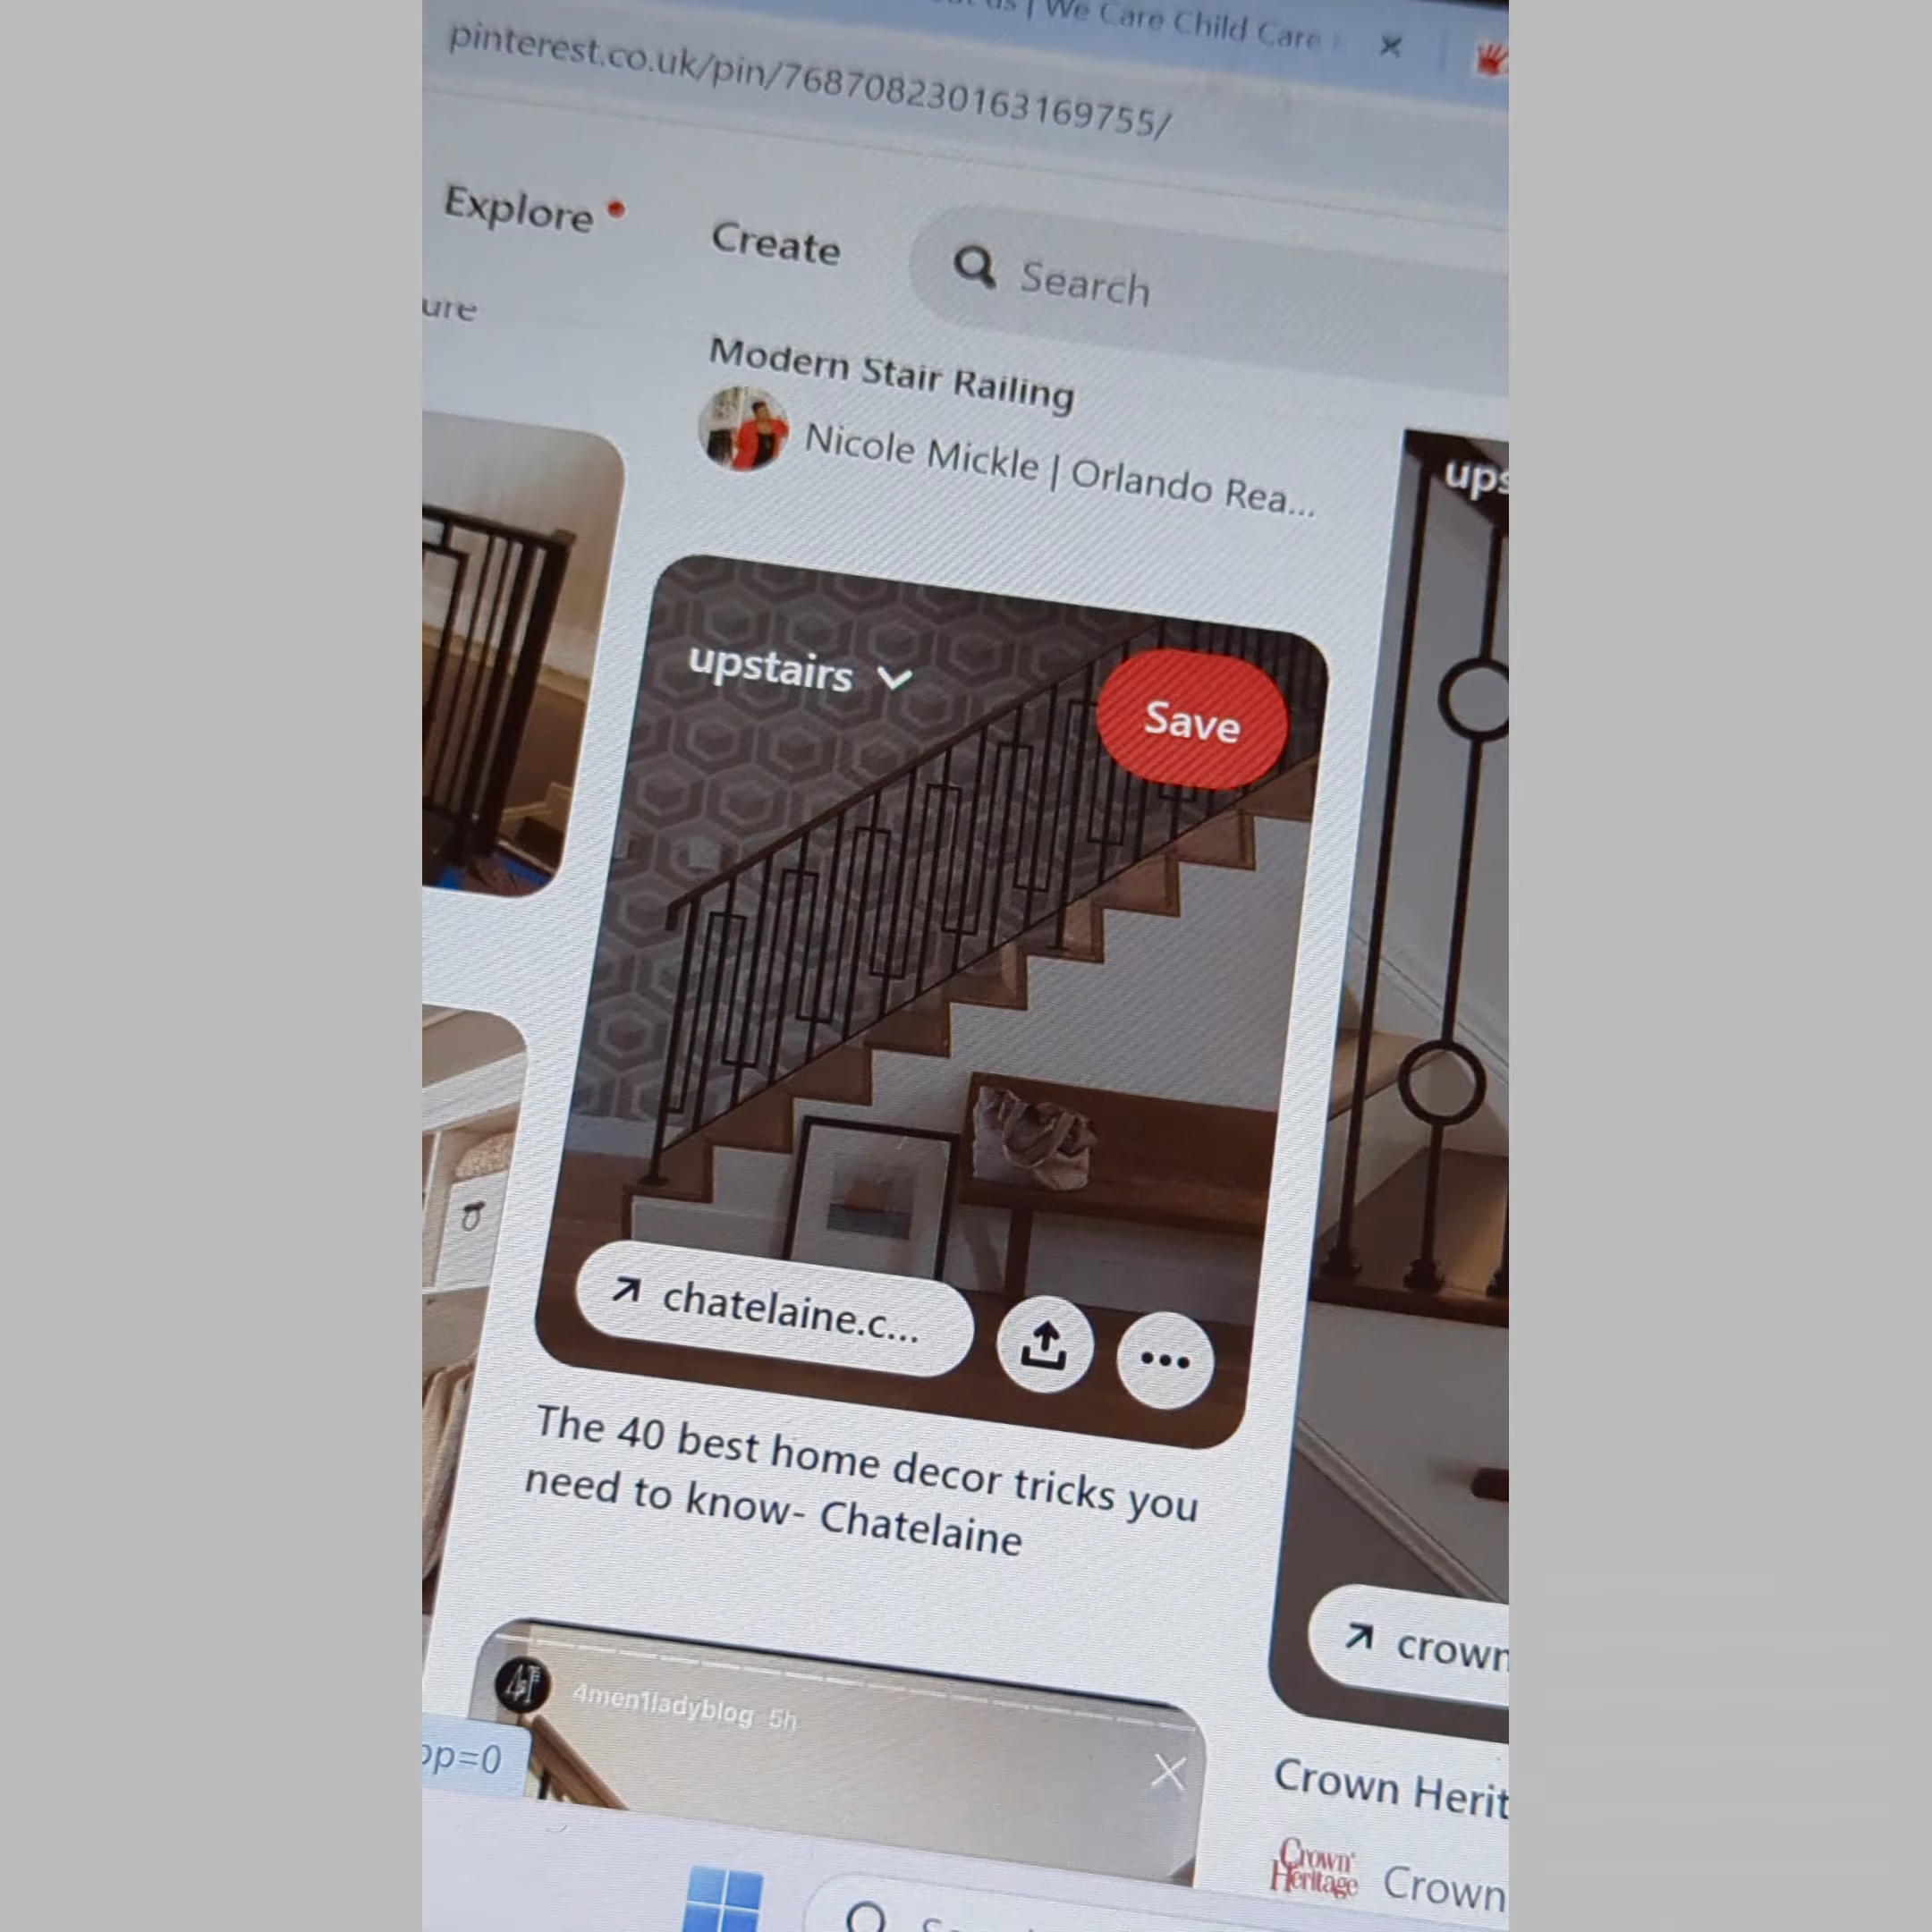 us | We Care Child Care
pinterest.co.uk/pin/768708230163169755/
Explore
Create
Search
ure
Modern Stair Railing
Nicole Mickle | Orlando Rea...
ups
upstairs
Save
chatelaine.c...
The 40 best home decor tricks you
need to know- Chatelaine
crown
4men1ladyblog 5h
op=0
Crown Herit
Crown
Heritage
Crown